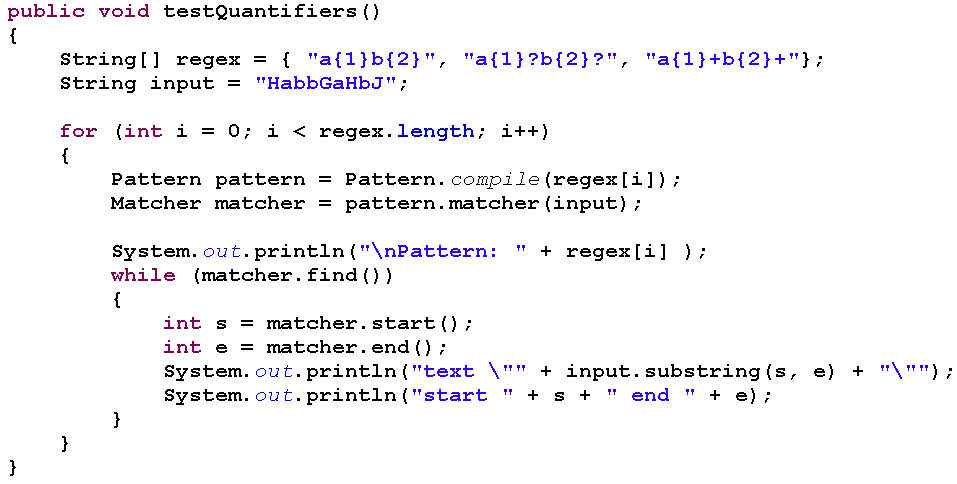 public void testQuantifiers()
{
    String[] regex = { "a{1}b{2}", "a{1}?b{2}?", "a{1}+b{2}+"};
    String input = "HabbGaHbJ";
    for (int i = 0; i < regex.length; i++)
    {
        Pattern pattern = Pattern.compile(regex[i]);
        Matcher matcher = pattern.matcher(input);
        System.out.println("\nPattern: " + regex[i] );
        while (matcher.find())
        {
            int s = matcher.start();
            int e = matcher.end();
            System.out.println("text \"" + input.substring(s, e) + "\"");
            System.out.println("start " + s + " end " + e);
        }
    }
}